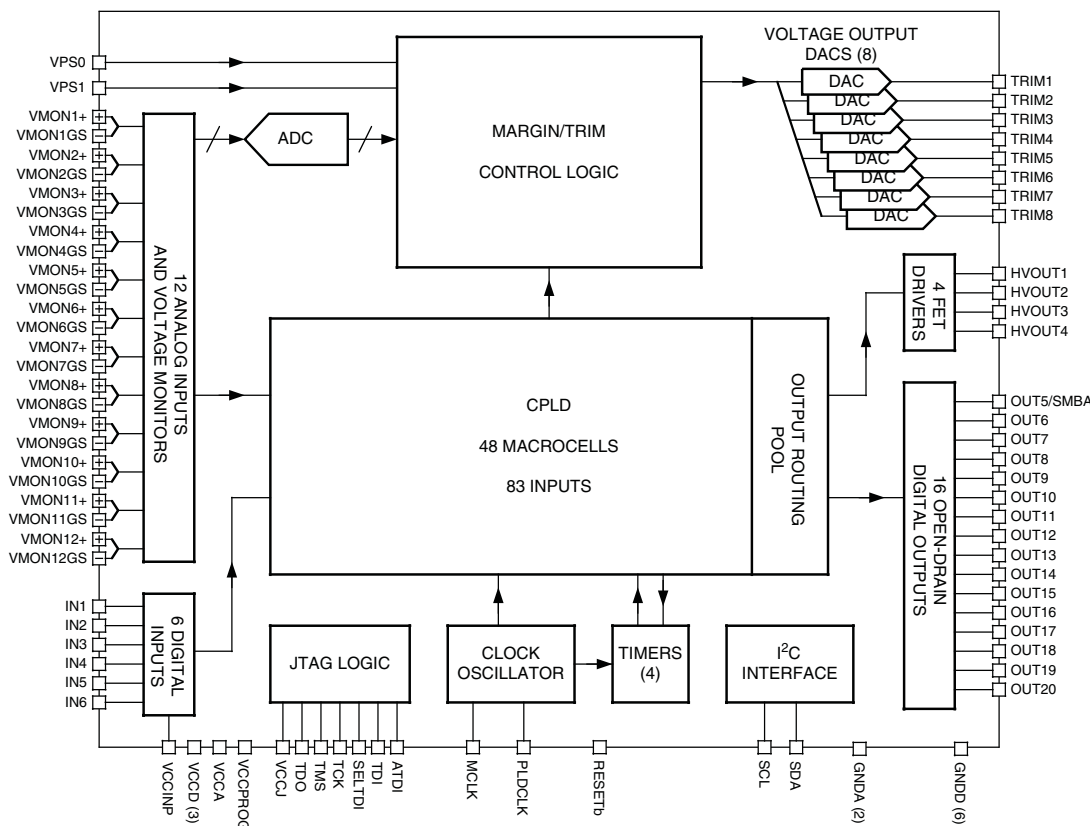 VPS0
VPS1
VMON1+
VMON1GS
VMON2+
VMON2GS
VMON3+
VMON3GS
VMON4+
VMON4GS
VMON5+
VMON5GS
VMON6+
VMON6GS
VMON7+
VMON7GS
VMON8+
VMON8GS
VMON9+
VMON9GS
VMON10+
VMON10GS
VMON11+
VMON11GS
VMON12+
VMON12GS
12 ANALOG INPUTS
AND VOLTAGE MONITORS
ADC
MARGIN/TRIM
CONTROL LOGIC
VOLTAGE OUTPUT
DACS (8)
DAC
DAC
DAC
DAC
DAC
DAC
DAC
DAC
TRIM1
TRIM2
TRIM3
TRIM4
TRIM5
TRIM6
TRIM7
TRIM8
4 FET
DRIVERS
HVOUT1
HVOUT2
HVOUT3
HVOUT4
CPLD
48 MACROCELLS
83 INPUTS
OUTPUT ROUTING
POOL
16 OPEN-DRAIN
DIGITAL OUTPUTS
OUT5/SMBA
OUT6
OUT7
OUT8
OUT9
OUT10
OUT11
OUT12
OUT13
OUT14
OUT15
OUT16
OUT17
OUT18
OUT19
OUT20
IN1
IN2
IN3
IN4
IN5
IN6
6 DIGITAL
INPUTS
JTAG LOGIC
CLOCK
OSCILLATOR
TIMERS
(4)
I²C
INTERFACE
VCCINP
VCCD (3)
VCCA
VCCPROG
VCCJ
TDO
TMS
TCK
SELTDI
TDI
ATDI
MCLK
PLDCLK
RESETb
SCL
SDA
GNDA (2)
GNDD (6)